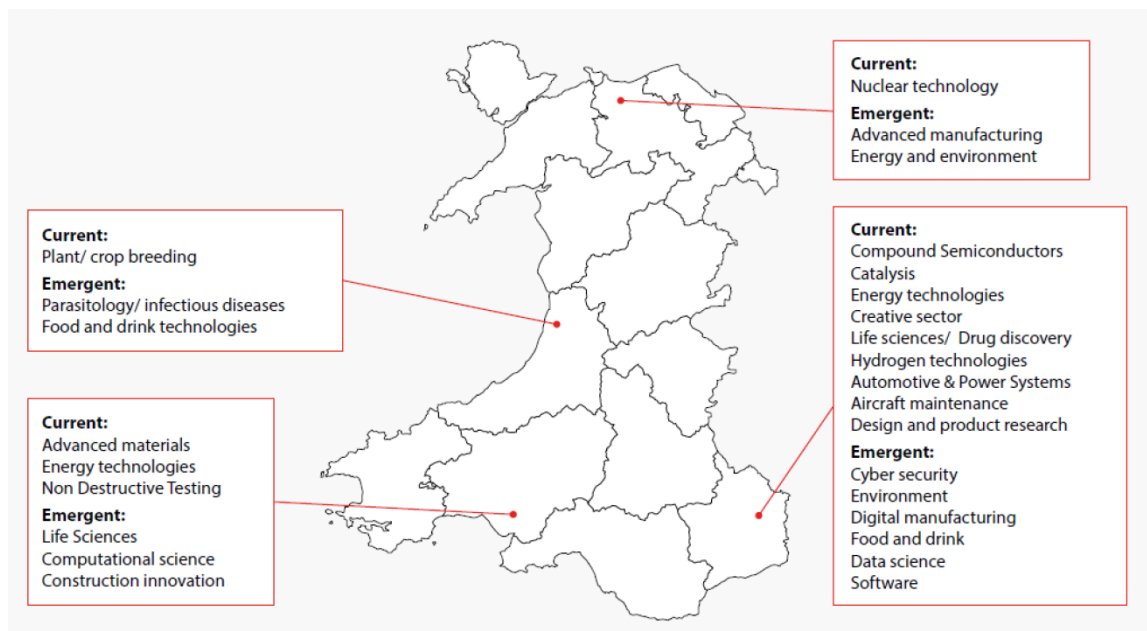 Current:
Nuclear technology
Emergent:
Advanced manufacturing
Energy and environment
Current:
Plant/ crop breeding
Emergent:
Parasitology/ infectious diseases
Food and drink technologies
Current:
Advanced materials
Energy technologies
Non Destructive Testing
Emergent:
Life Sciences
Computational science
Construction innovation
Current:
Compound Semiconductors
Catalysis
Energy technologies
Creative sector
Life sciences/ Drug discovery
Hydrogen technologies
Automotive & Power Systems
Aircraft maintenance
Design and product research
Emergent:
Cyber security
Environment
Digital manufacturing
Food and drink
Data science
Software